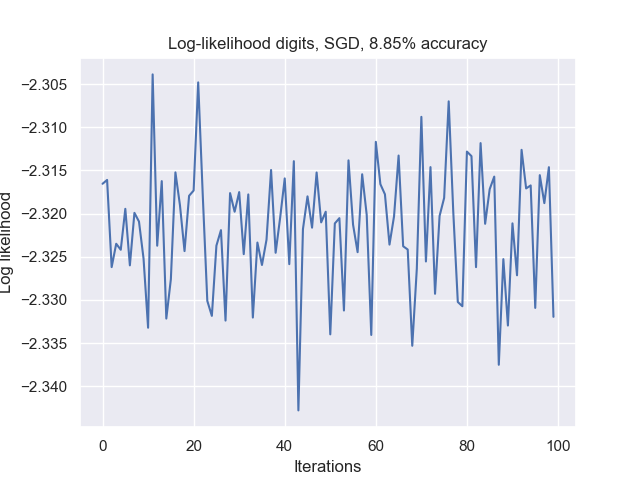 Log-likelihood digits, SGD, 8.85% accuracy
−2.305
−2.310
−2.315
−2.320
−2.325
−2.330
−2.335
−2.340
Log likelihood
0 20 40 60 80 100
Iterations